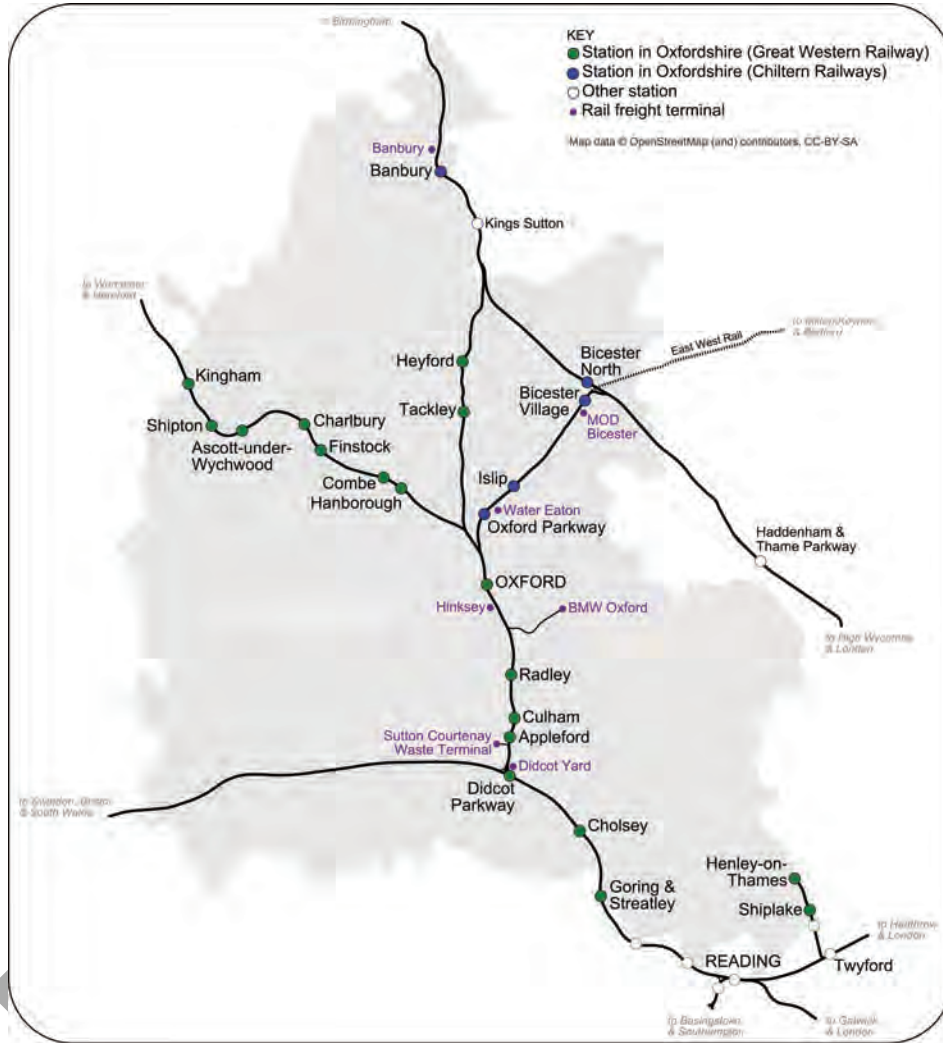 to Birmingham
KEY
Station in Oxfordshire (Great Western Railway)
Station in Oxfordshire (Chiltern Railways)
Other station
Rail freight terminal
Map data © OpenStreetMap (and) contributors, CC-BY-SA
Banbury
Banbury
Kings Sutton
to Worcester
& Hereford
to Milton Keynes
& Bedford
East West Rail
Heyford
Bicester
North
Kingham
Bicester
Village
Tackley
MOD
Bicester
Shipton
Charlbury
Ascott-under-
Wychwood
Finstock
Combe
Hanborough
Islip
Water Eaton
Oxford Parkway
Haddenham &
Thame Parkway
OXFORD
Hinksey
BMW Oxford
to High Wycombe
& London
Radley
Culham
Sutton Courtenay
Waste Terminal
Appleford
Didcot Yard
Didcot
Parkway
to Swindon, Bristol
& South Wales
Cholsey
Henley-on-
Thames
Goring &
Streatley
Shiplake
to Heathrow
& London
READING
Twyford
to Basingstoke
& Southampton
to Gatwick
& London